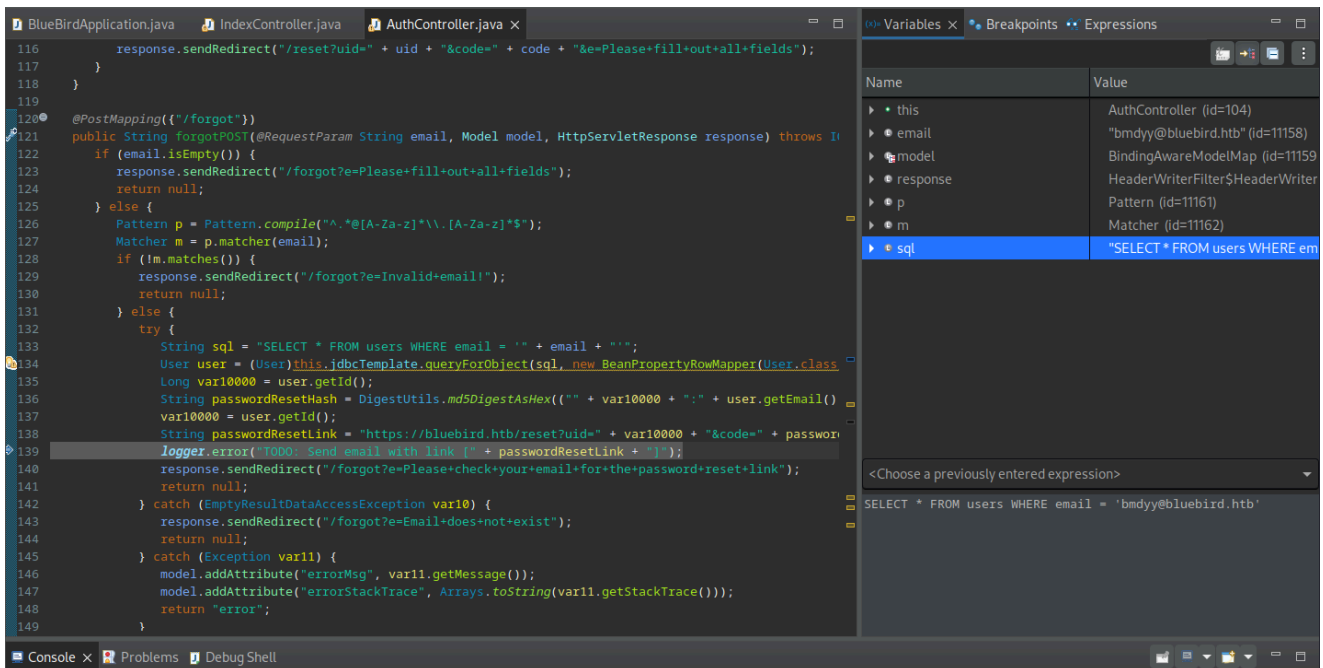 BlueBirdApplication.java IndexController.java AuthController.java ×
116 response.sendRedirect("/reset?uid=" + uid + "&code=" + code + "&e=Please+fill+out+all+fields");
117 }
118 }
119
120 @PostMapping({"/forgot"})
121 public String forgotPOST(@RequestParam String email, Model model, HttpServletResponse response) throws I
122 if (email.isEmpty()) {
123 response.sendRedirect("/forgot?e=Please+fill+out+all+fields");
124 return null;
125 } else {
126 Pattern p = Pattern.compile("^.*@[A-Za-z]*\\.[A-Za-z]*$");
127 Matcher m = p.matcher(email);
128 if (!m.matches()) {
129 response.sendRedirect("/forgot?e=Invalid+email!");
130 return null;
131 } else {
132 try {
133 String sql = "SELECT * FROM users WHERE email = '" + email + "'";
134 User user = (User)this.jdbcTemplate.queryForObject(sql, new BeanPropertyRowMapper(User.class
135 Long var10000 = user.getId();
136 String passwordResetHash = DigestUtils.md5DigestAsHex(("" + var10000 + ":" + user.getEmail()
137 var10000 = user.getId();
138 String passwordResetLink = "https://bluebird.htb/reset?uid=" + var10000 + "&code=" + passwor
139 logger.error("TODO: Send email with link [" + passwordResetLink + "]");
140 response.sendRedirect("/forgot?e=Please+check+your+email+for+the+password+reset+link");
141 return null;
142 } catch (EmptyResultDataAccessException var10) {
143 response.sendRedirect("/forgot?e=Email+does+not+exist");
144 return null;
145 } catch (Exception var11) {
146 model.addAttribute("errorMsg", var11.getMessage());
147 model.addAttribute("errorStackTrace", Arrays.toString(var11.getStackTrace()));
148 return "error";
149 }
Console × Problems Debug Shell
Variables × Breakpoints Expressions
Name Value
this AuthController (id=104)
email "bmdyy@bluebird.htb" (id=11158)
model BindingAwareModelMap (id=11159
response HeaderWriterFilter$HeaderWriter
p Pattern (id=11161)
m Matcher (id=11162)
sql "SELECT * FROM users WHERE em
<Choose a previously entered expression>
SELECT * FROM users WHERE email = 'bmdyy@bluebird.htb'